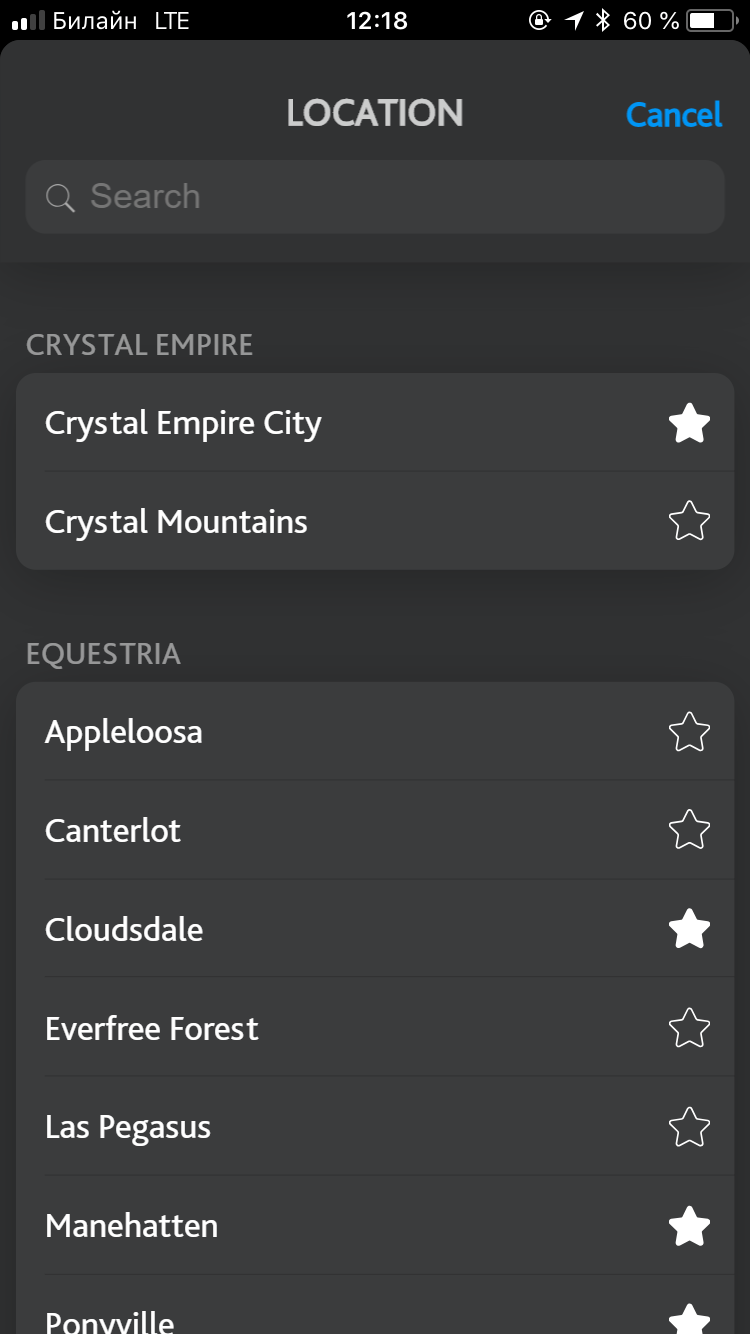 Билайн LTE 12:18 60 %
LOCATION
Cancel
Search
CRYSTAL EMPIRE
Crystal Empire City
Crystal Mountains
EQUESTRIA
Appleloosa
Canterlot
Cloudsdale
Everfree Forest
Las Pegasus
Manehatten
Ponyville